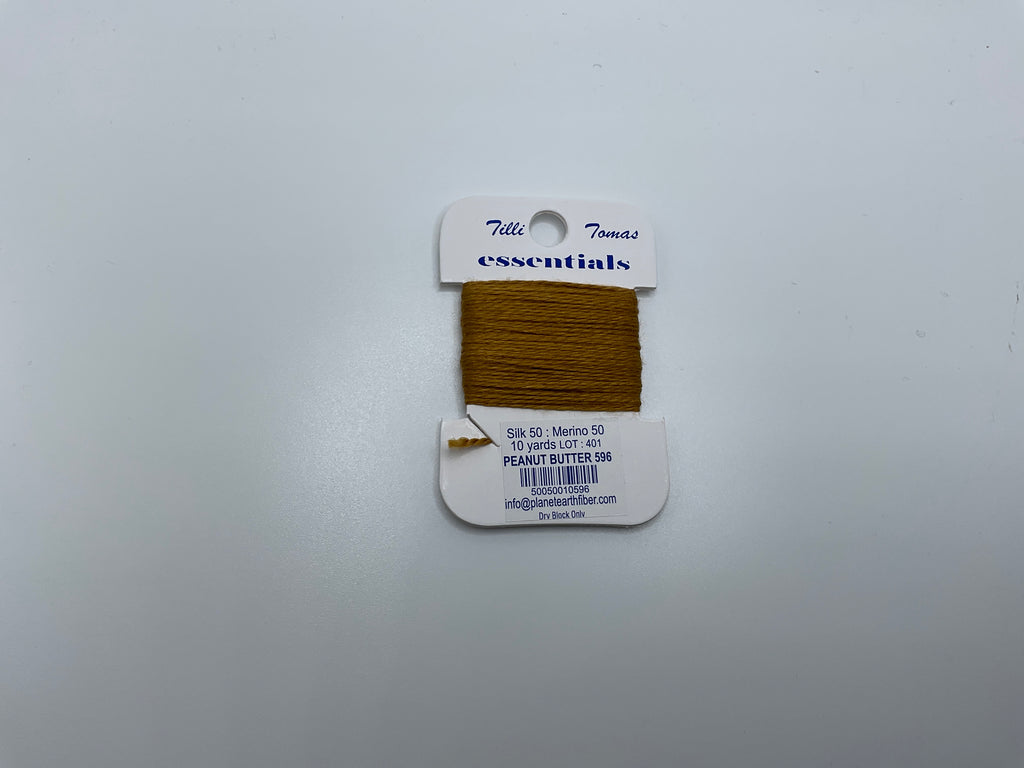 Tilli Tomas
essentials
Silk 50 : Merino 50
10 yards LOT : 401
PEANUT BUTTER 596
50050010596
info@planetearthfiber.com
Dry Block Only